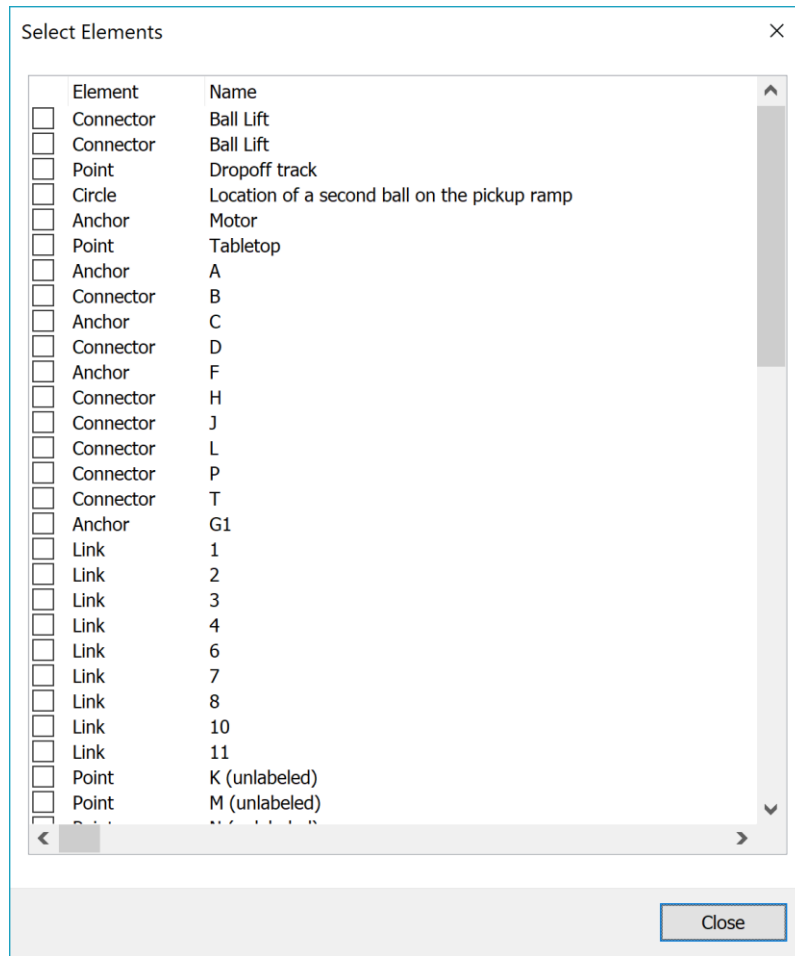 Select Elements
Element Name
Connector Ball Lift
Connector Ball Lift
Point Dropoff track
Circle Location of a second ball on the pickup ramp
Anchor Motor
Point Tabletop
Anchor A
Connector B
Anchor C
Connector D
Anchor F
Connector H
Connector J
Connector L
Connector P
Connector T
Anchor G1
Link 1
Link 2
Link 3
Link 4
Link 6
Link 7
Link 8
Link 10
Link 11
Point K (unlabeled)
Point M (unlabeled)
Close